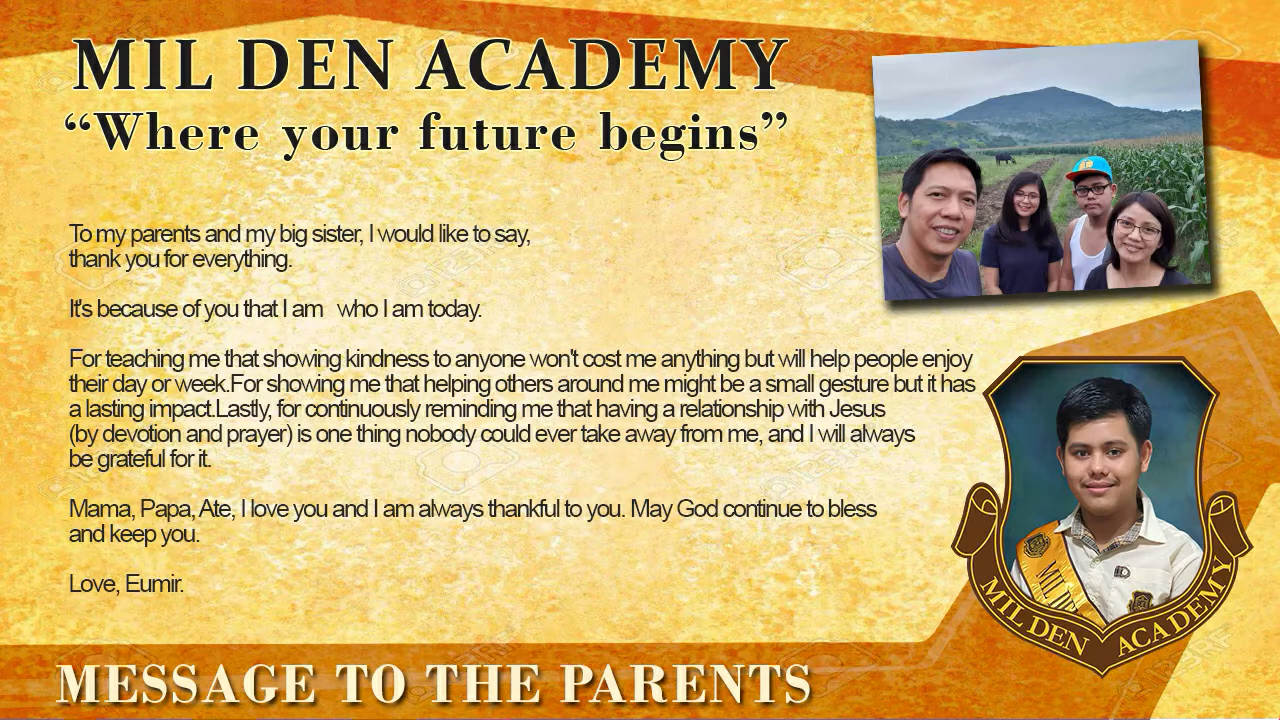 MIL DEN ACADEMY
“Where your future begins”
To my parents and my big sister, I would like to say,
thank you for everything.
It's because of you that I am   who I am today.
For teaching me that showing kindness to anyone won't cost me anything but will help people enjoy
their day or week.For showing me that helping others around me might be a small gesture but it has
a lasting impact.Lastly, for continuously reminding me that having a relationship with Jesus
(by devotion and prayer) is one thing nobody could ever take away from me, and I will always
be grateful for it.
Mama, Papa, Ate, I love you and I am always thankful to you. May God continue to bless
and keep you.
Love, Eumir.
MIL DEN
MIL DEN ACADEMY
MESSAGE TO THE PARENTS